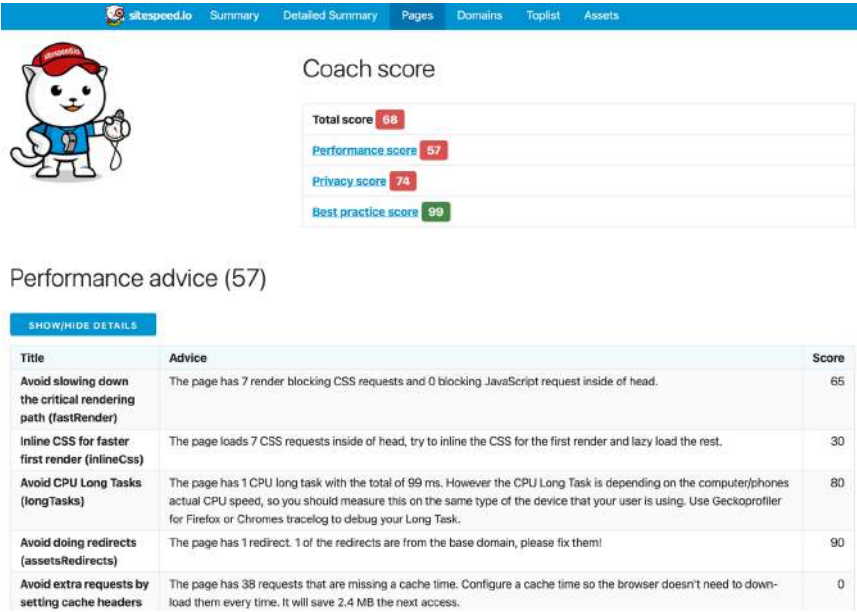 sitespeed.io Summary Detailed Summary Pages Domains Toplist Assets
sitespeed.io
Coach score
Total score 68
Performance score 57
Privacy score 74
Best practice score 99
Performance advice (57)
SHOW/HIDE DETAILS
Title Advice Score
Avoid slowing down
the critical rendering
path (fastRender)
The page has 7 render blocking CSS requests and 0 blocking JavaScript request inside of head.
65
Inline CSS for faster
first render (inlineCss)
The page loads 7 CSS requests inside of head, try to inline the CSS for the first render and lazy load the rest.
30
Avoid CPU Long Tasks
(longTasks)
The page has 1 CPU long task with the total of 99 ms. However the CPU Long Task is depending on the computer/phones
actual CPU speed, so you should measure this on the same type of the device that your user is using. Use Geckoprofiler
for Firefox or Chromes tracelog to debug your Long Task.
80
Avoid doing redirects
(assetsRedirects)
The page has 1 redirect. 1 of the redirects are from the base domain, please fix them!
90
Avoid extra requests by
setting cache headers
The page has 38 requests that are missing a cache time. Configure a cache time so the browser doesn't need to down-
load them every time. It will save 2.4 MB the next access.
0